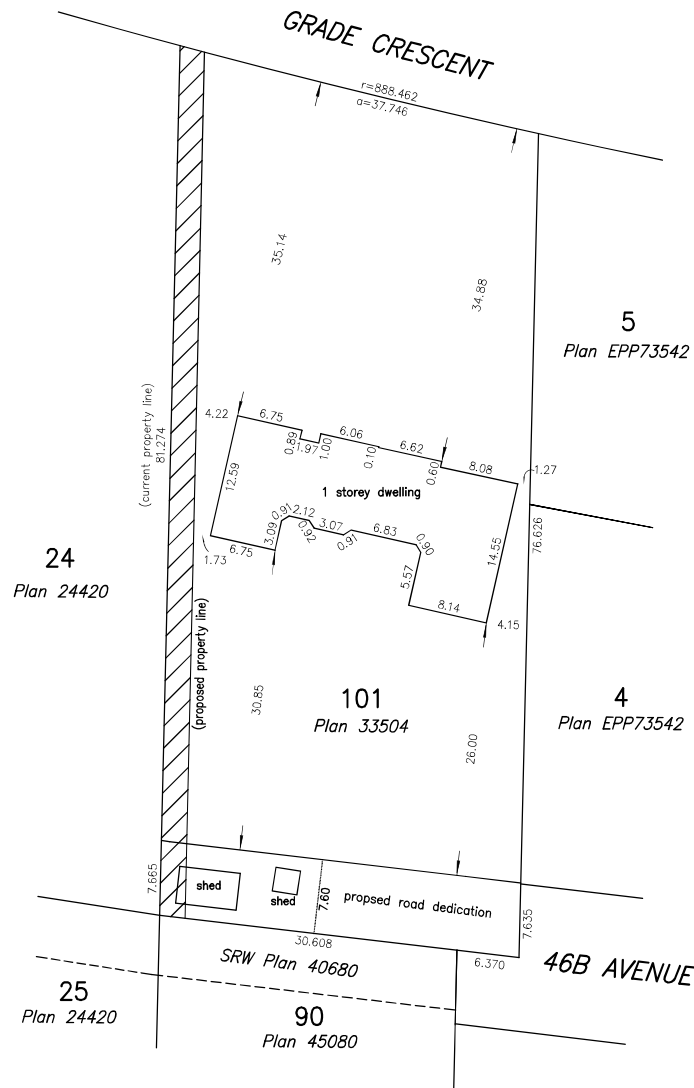 GRADE CRESCENT
r=888.462
a=37.746
35.14
34.88
5
Plan EPP73542
(current property line)
81.274
4.22
6.75
0.89
1.97
1.00
6.06
0.10
6.62
0.60
8.08
1.27
12.59
1 storey dwelling
0.91
2.12
0.92
3.07
0.91
6.83
0.90
3.09
6.75
1.73
5.57
14.55
8.14
4.15
76.626
24
Plan 24420
(proposed property line)
30.85
101
Plan 33504
26.00
4
Plan EPP73542
7.665
shed
shed
7.60
propsed road dedication
7.635
30.608
6.370
SRW Plan 40680
46B AVENUE
25
Plan 24420
90
Plan 45080